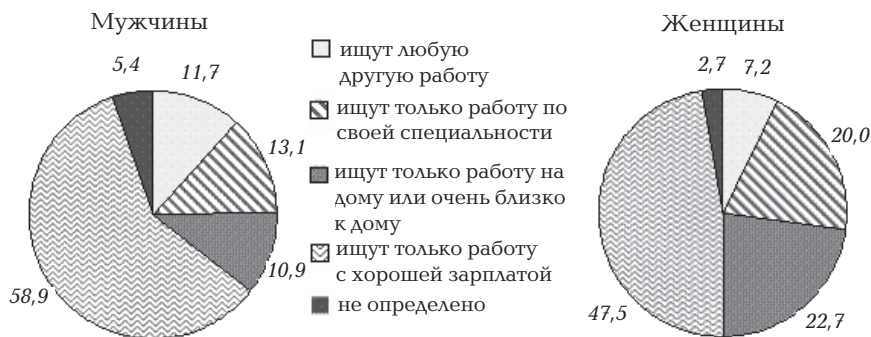 Мужчины
Женщины
5,4
11,7
13,1
10,9
58,9
ищут любую
другую работу
ищут только работу по
своей специальности
ищут только работу на
дому или очень близко
к дому
ищут только работу
с хорошей зарплатой
не определено
2,7
7,2
20,0
22,7
47,5